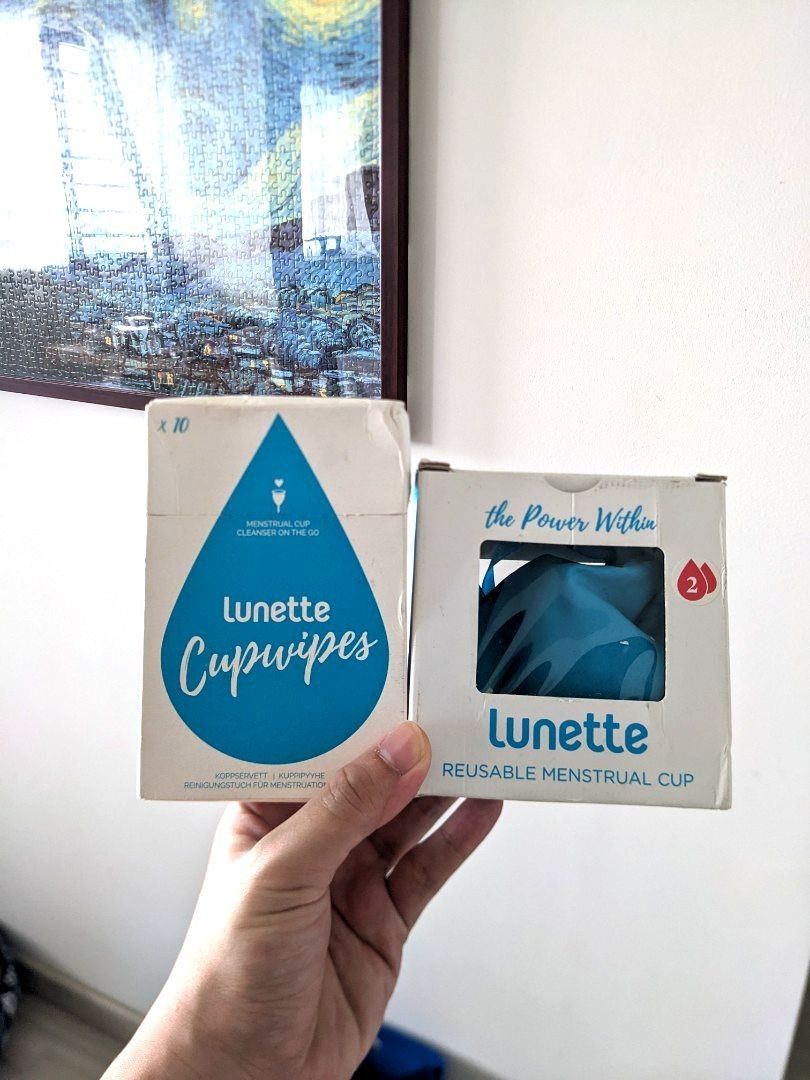 x 10
MENSTRUAL CUP
CLEANSER ON THE GO
lunette
Cupwipes
KOPPSERVETT | KUPPIPYYHE
REINIGUNGSTUCH FÜR
the Power Within
2
lunette
REUSABLE MENSTRUAL CUP